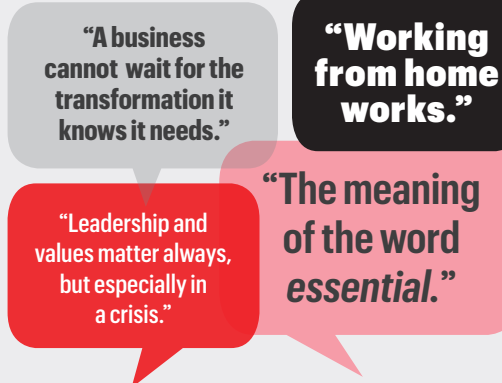 “A business
cannot wait for the
transformation it
knows it needs.”
“Working
from home
works.”
“Leadership and
values matter always,
but especially in
a crisis.”
“The meaning
of the word
essential.”